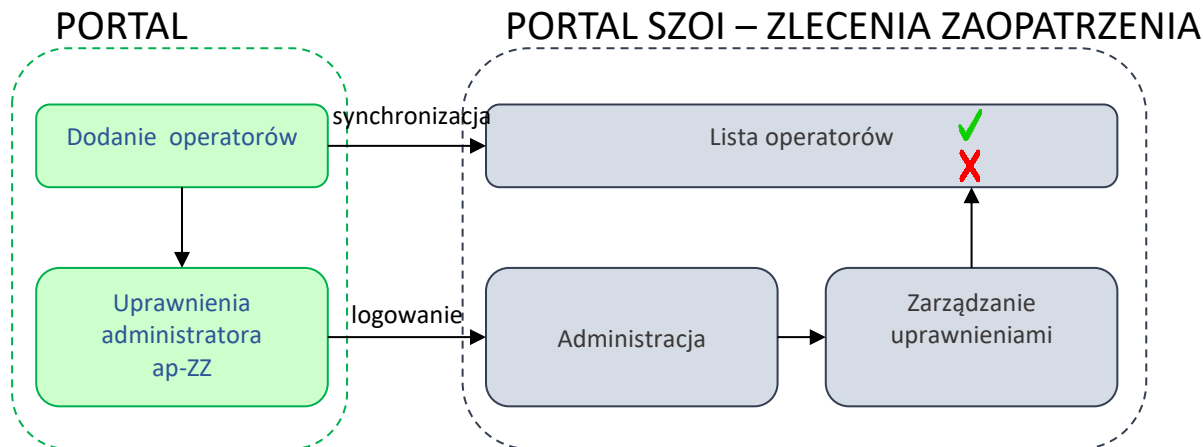 PORTAL
PORTAL SZOI – ZLECENIA ZAOPATRZENIA
Dodanie operatorów
synchronizacja
Lista operatorów
Uprawnienia
administratora
ap-ZZ
logowanie
Administracja
Zarządzanie
uprawnieniami